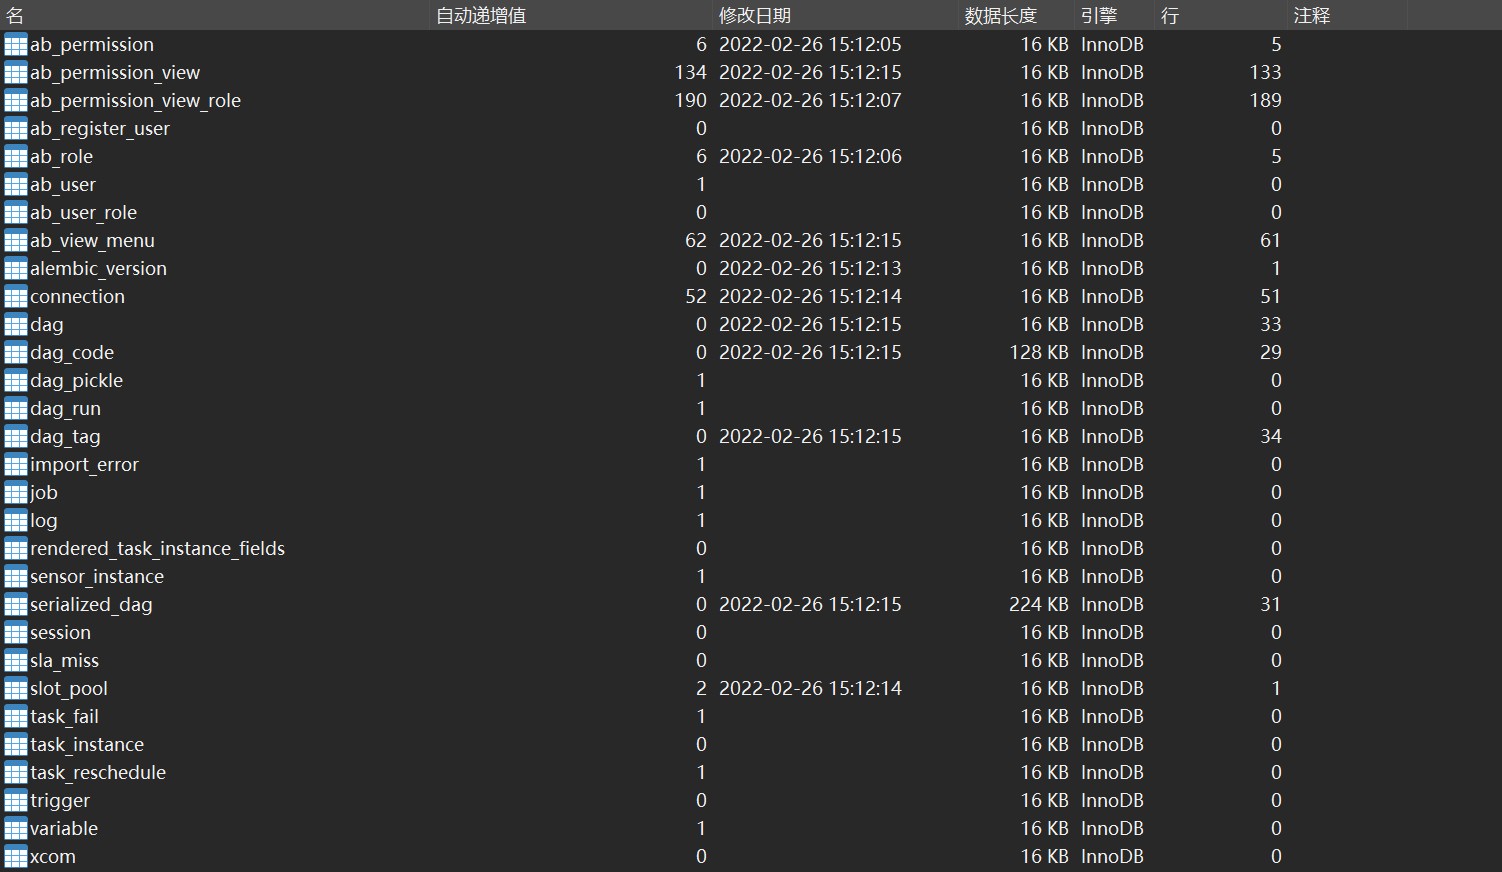 名 自动递增值 修改日期 数据长度 引擎 行 注释
ab_permission 6 2022-02-26 15:12:05 16 KB InnoDB 5
ab_permission_view 134 2022-02-26 15:12:15 16 KB InnoDB 133
ab_permission_view_role 190 2022-02-26 15:12:07 16 KB InnoDB 189
ab_register_user 0 16 KB InnoDB 0
ab_role 6 2022-02-26 15:12:06 16 KB InnoDB 5
ab_user 1 16 KB InnoDB 0
ab_user_role 0 16 KB InnoDB 0
ab_view_menu 62 2022-02-26 15:12:15 16 KB InnoDB 61
alembic_version 0 2022-02-26 15:12:13 16 KB InnoDB 1
connection 52 2022-02-26 15:12:14 16 KB InnoDB 51
dag 0 2022-02-26 15:12:15 16 KB InnoDB 33
dag_code 0 2022-02-26 15:12:15 128 KB InnoDB 29
dag_pickle 1 16 KB InnoDB 0
dag_run 1 16 KB InnoDB 0
dag_tag 0 2022-02-26 15:12:15 16 KB InnoDB 34
import_error 1 16 KB InnoDB 0
job 1 16 KB InnoDB 0
log 1 16 KB InnoDB 0
rendered_task_instance_fields 0 16 KB InnoDB 0
sensor_instance 1 16 KB InnoDB 0
serialized_dag 0 2022-02-26 15:12:15 224 KB InnoDB 31
session 0 16 KB InnoDB 0
sla_miss 0 16 KB InnoDB 0
slot_pool 2 2022-02-26 15:12:14 16 KB InnoDB 1
task_fail 1 16 KB InnoDB 0
task_instance 0 16 KB InnoDB 0
task_reschedule 1 16 KB InnoDB 0
trigger 0 16 KB InnoDB 0
variable 1 16 KB InnoDB 0
xcom 0 16 KB InnoDB 0